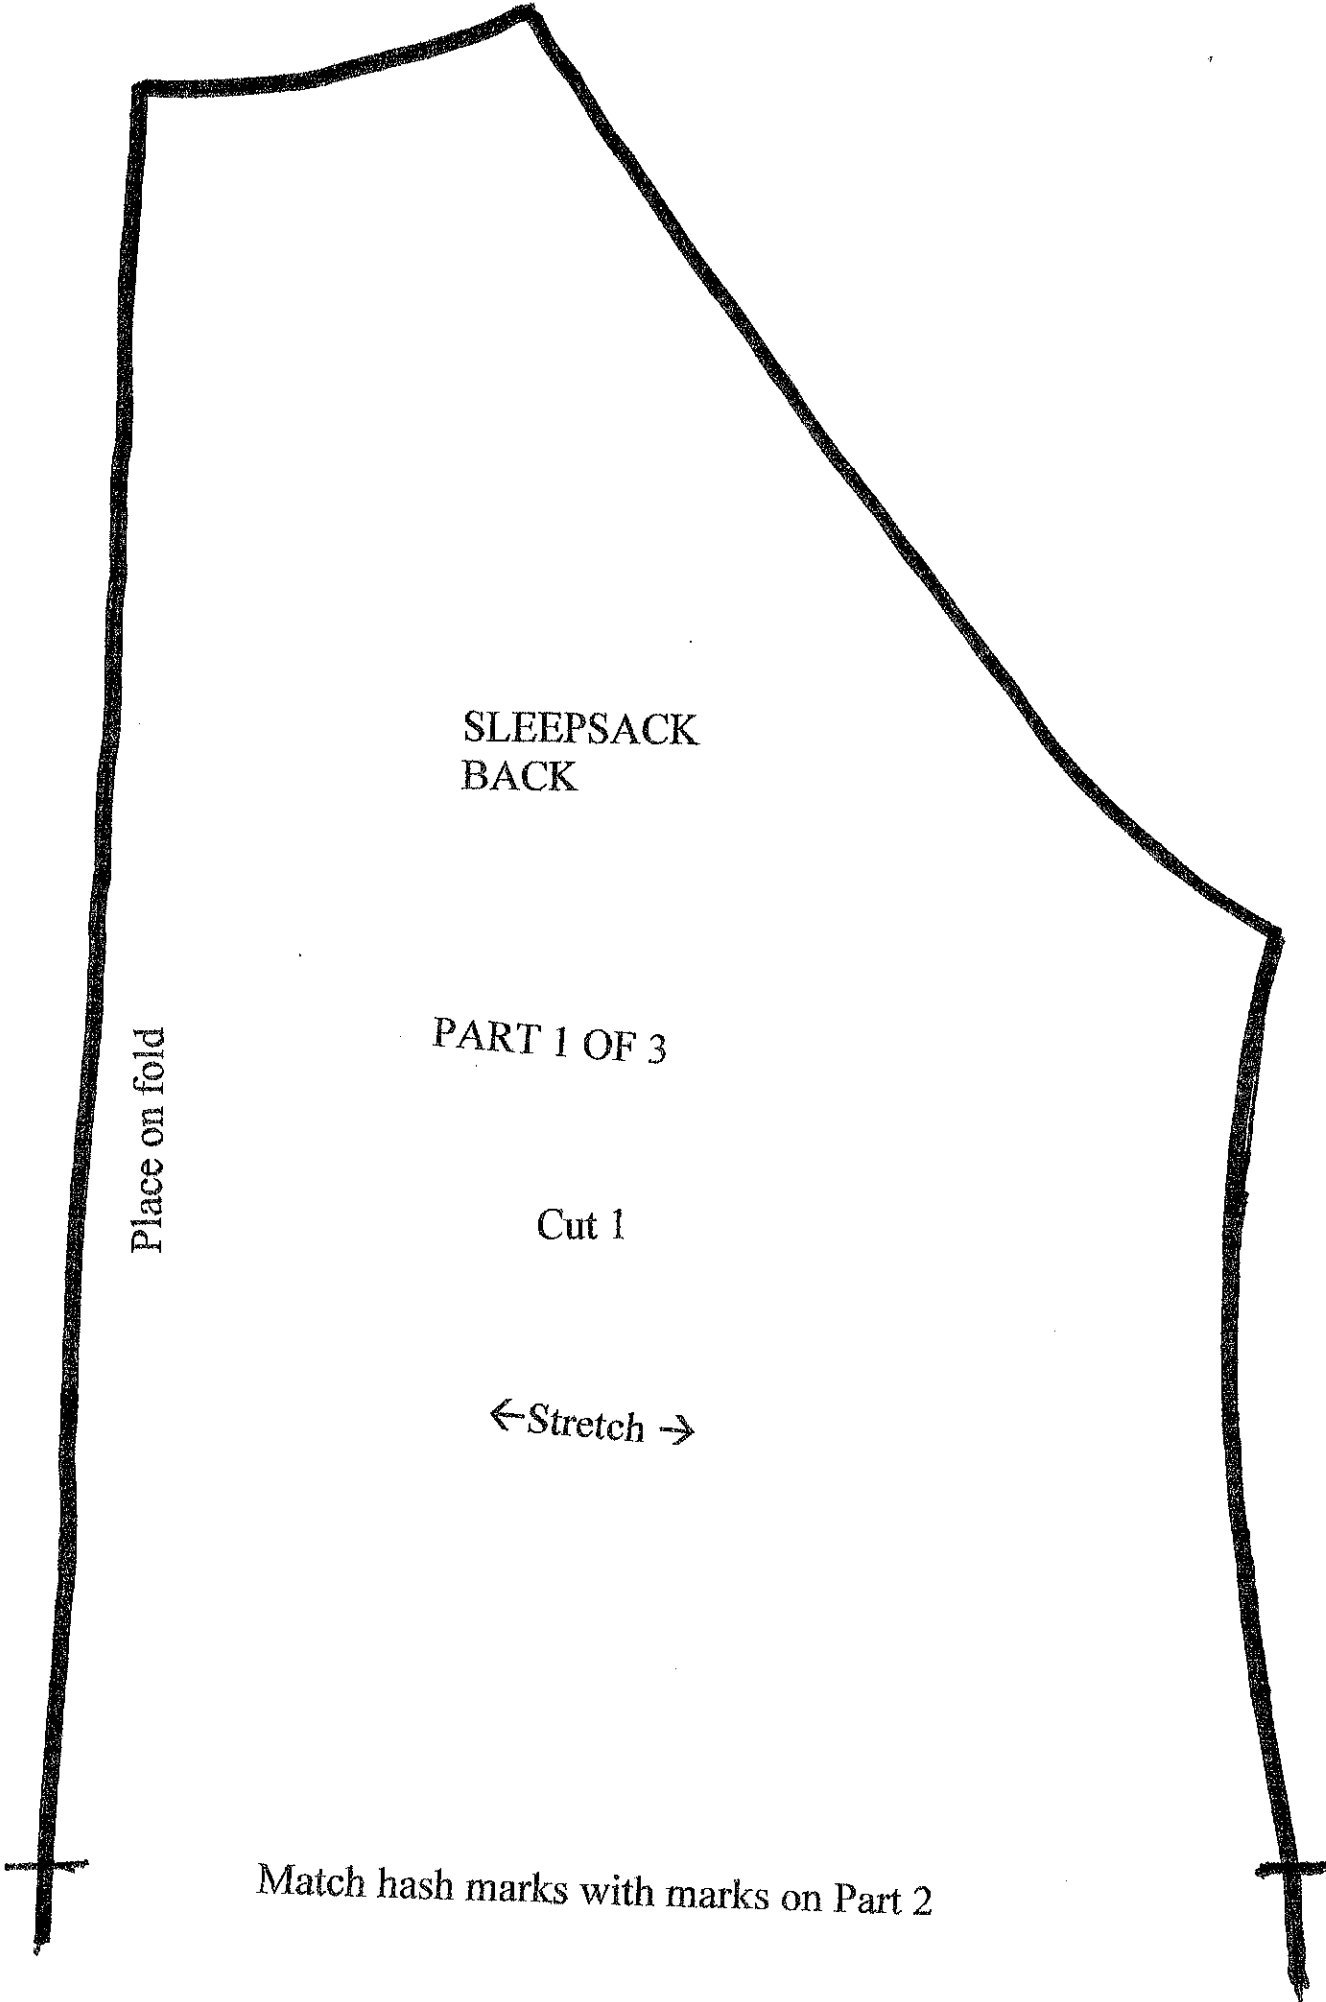 SLEEPSACK
BACK
PART 1 OF 3
Place on fold
Cut 1
←Stretch →
Match hash marks with marks on Part 2